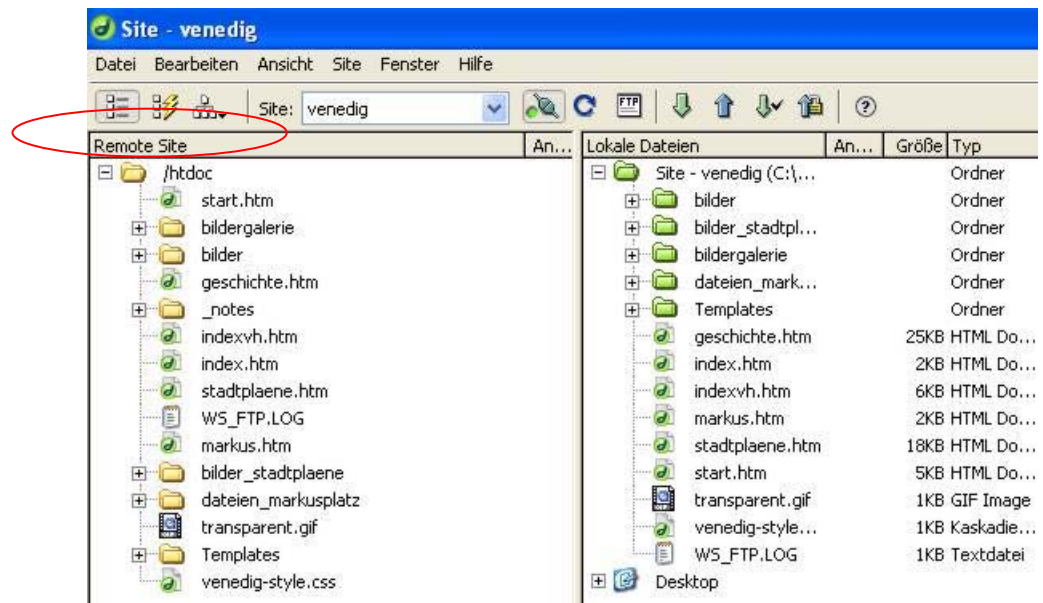 Site - venedig
Datei Bearbeiten Ansicht Site Fenster Hilfe
Site: venedig FTP
Remote Site An...
/htdoc
start.htm
bildergalerie
bilder
geschichte.htm
_notes
indexvh.htm
index.htm
stadtplaene.htm
WS_FTP.LOG
markus.htm
bilder_stadtplaene
dateien_markusplatz
transparent.gif
Templates
venedig-style.css
Lokale Dateien An... Größe Typ
Site - venedig (C:\... Ordner
bilder Ordner
bilder_stadtpl... Ordner
bildergalerie Ordner
dateien_mark... Ordner
Templates Ordner
geschichte.htm 25KB HTML Do...
index.htm 2KB HTML Do...
indexvh.htm 6KB HTML Do...
markus.htm 2KB HTML Do...
stadtplaene.htm 18KB HTML Do...
start.htm 5KB HTML Do...
transparent.gif 1KB GIF Image
venedig-style... 1KB Kaskadie...
WS_FTP.LOG 1KB Textdatei
Desktop